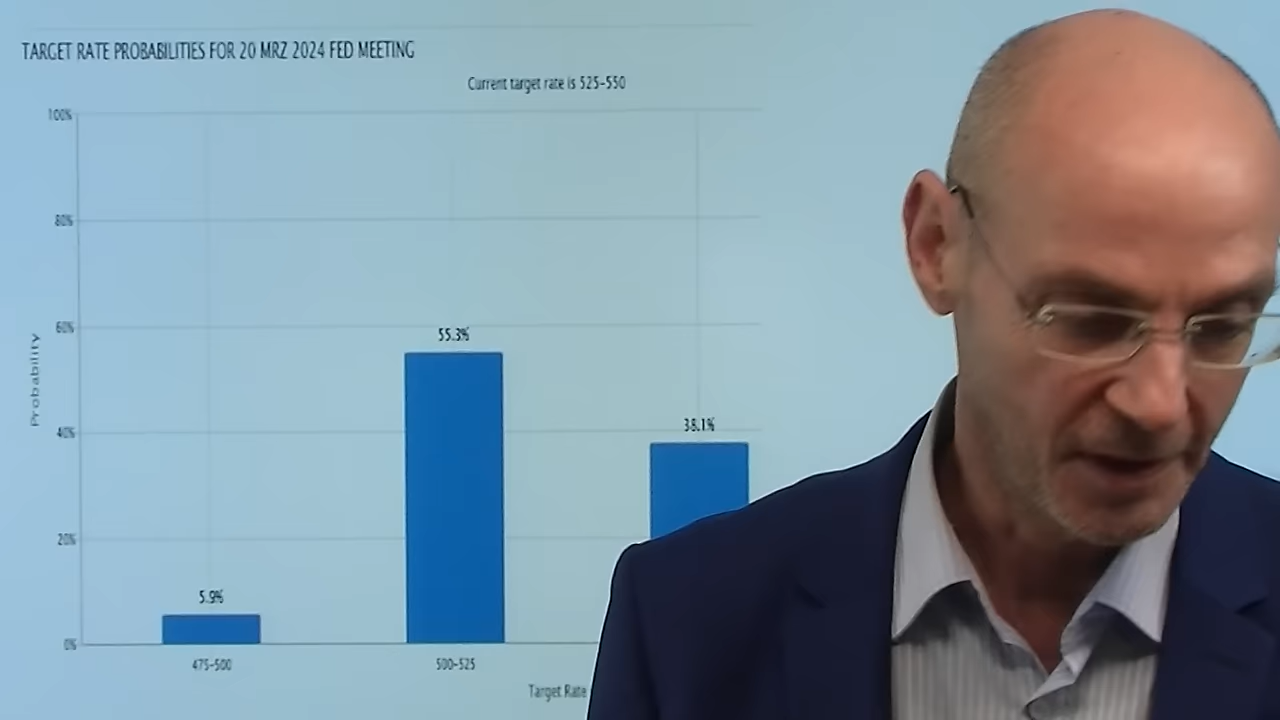 TARGET RATE PROBABILITIES FOR 20 MRZ 2024 FED MEETING
Current target rate is 525-550
100%
80%
60%
40%
20%
0%
Probability
5.9%
55.3%
38.1%
475-500
500-525
Target Rate